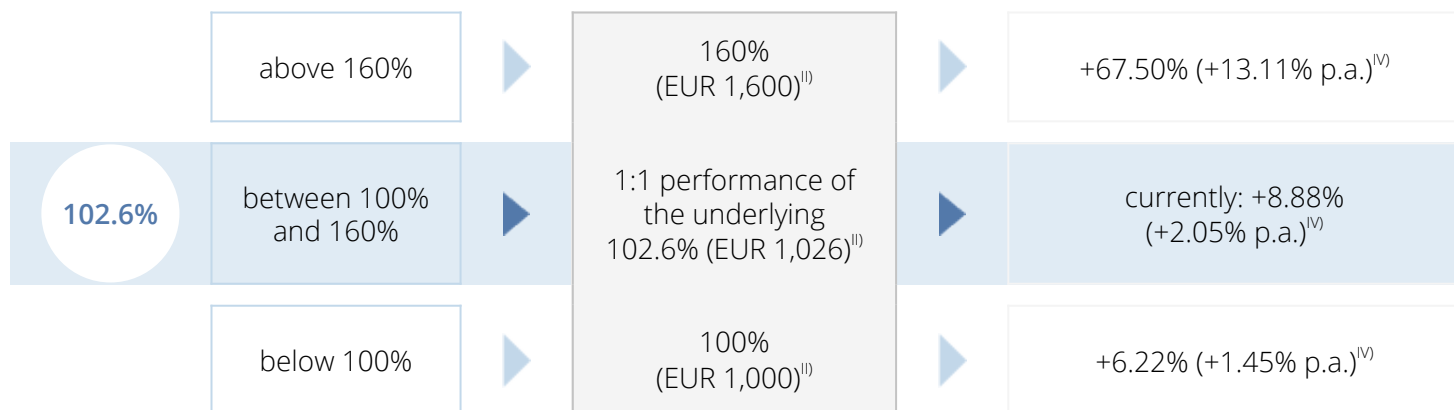 above 160%
160%
(EUR 1,600)II)
+67.50% (+13.11% p.a.)IV)
102.6%
between 100%
and 160%
1:1 performance of
the underlying
102.6% (EUR 1,026)II)
currently: +8.88%
(+2.05% p.a.)IV)
below 100%
100%
(EUR 1,000)II)
+6.22% (+1.45% p.a.)IV)